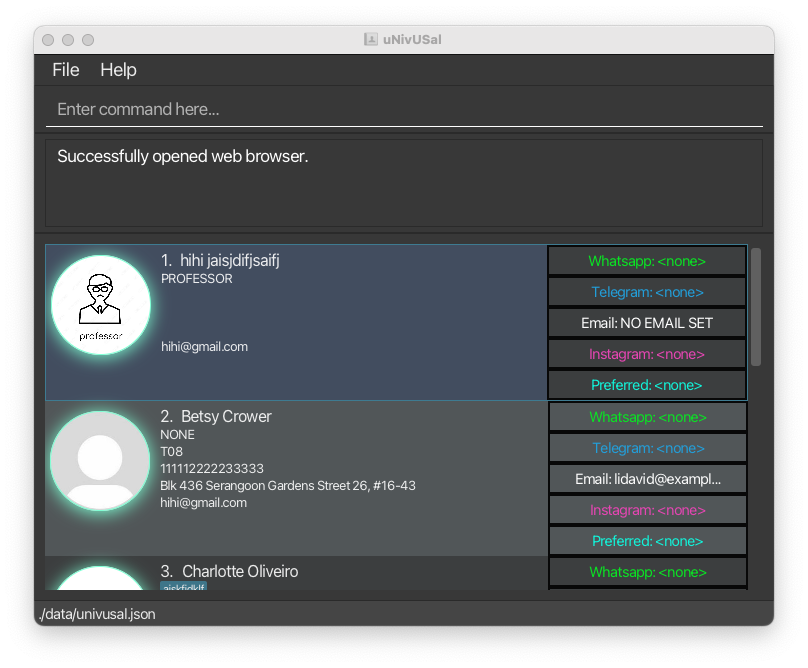 uNivUSal
File Help
Enter command here...
Successfully opened web browser.
professor
1. hihi jaisjdifjsaifj
PROFESSOR
hihi@gmail.com
Whatsapp: <none>
Telegram: <none>
Email: NO EMAIL SET
Instagram: <none>
Preferred: <none>
2. Betsy Crower
NONE
T08
111112222233333
Blk 436 Serangoon Gardens Street 26, #16-43
hihi@gmail.com
Whatsapp: <none>
Telegram: <none>
Email: lidavid@exampl...
Instagram: <none>
Preferred: <none>
3. Charlotte Oliveiro
Whatsapp: <none>
./data/univusal.json